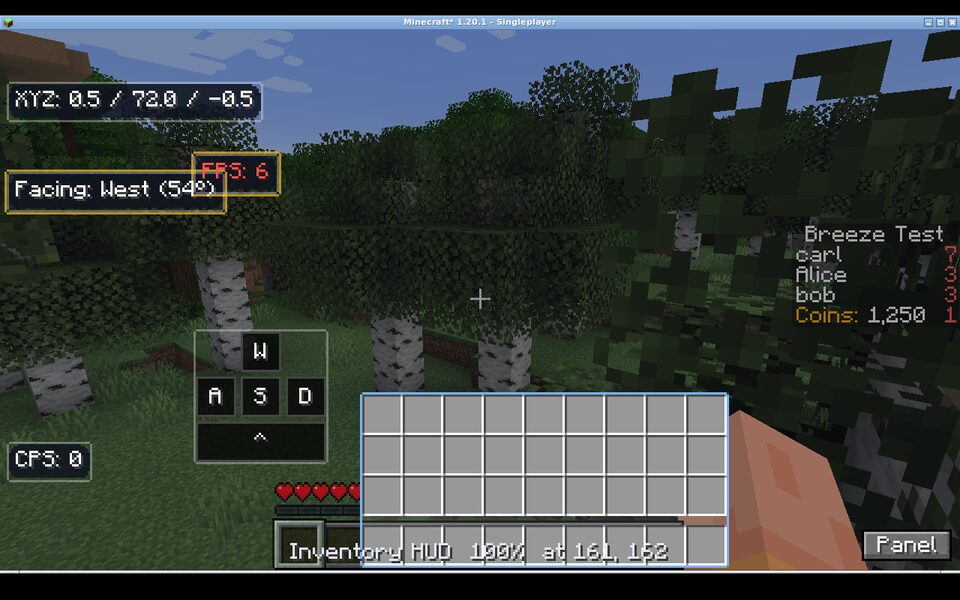 Minecraft* 1.20.1 - Singleplayer
XYZ: 0.5 / 72.0 / -0.5
FPS: 6
Facing: West (54º)
Breeze Test
carl 7
Alice 3
bob 3
Coins: 1,250 1
W
A S D
^
CPS: 0
Inventory HUD 100% at 161, 162
Panel